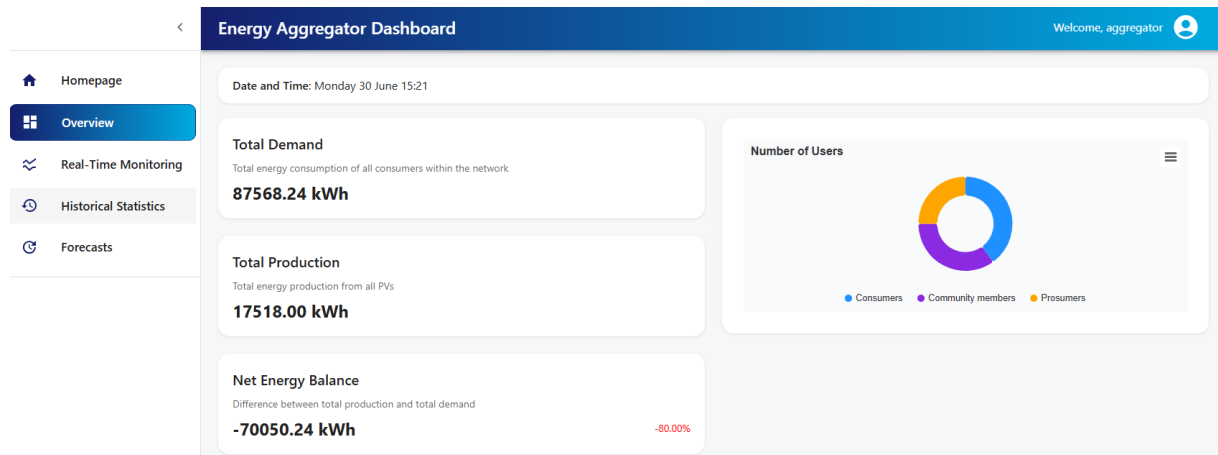 Energy Aggregator Dashboard
Welcome, aggregator
Homepage
Overview
Real-Time Monitoring
Historical Statistics
Forecasts
Date and Time: Monday 30 June 15:21
Total Demand
Total energy consumption of all consumers within the network
87568.24 kWh
Total Production
Total energy production from all PVs
17518.00 kWh
Net Energy Balance
Difference between total production and total demand
-70050.24 kWh
-80.00%
Number of Users
Consumers Community members Prosumers